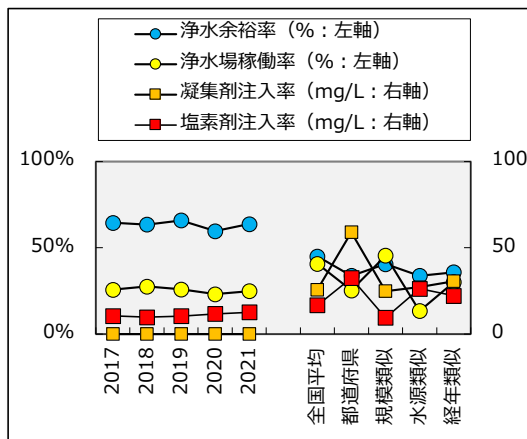 浄水余裕率（%：左軸）
浄水場稼働率（%：左軸）
凝集剤注入率（mg/L：右軸）
塩素剤注入率（mg/L：右軸）
100% 100
50% 50
0% 0
2017 2018 2019 2020 2021 全国平均 都道府県 規模類似 水源類似 経年類似